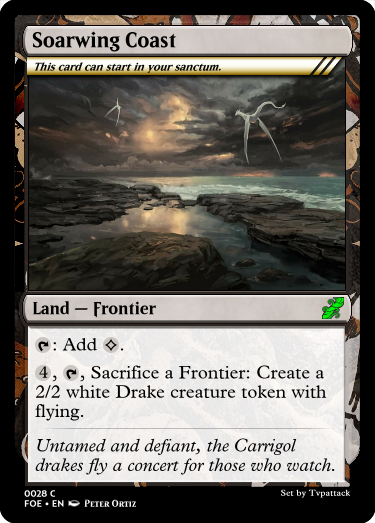 Soarwing Coast
This card can start in your sanctum.
Land — Frontier
: Add .
4, , Sacrifice a Frontier: Create a
2/2 white Drake creature token with
flying.
Untamed and defiant, the Carrigol
drakes fly a concert for those who watch.
0028 C
Set by Tvpattack
FOE • EN Peter Ortiz